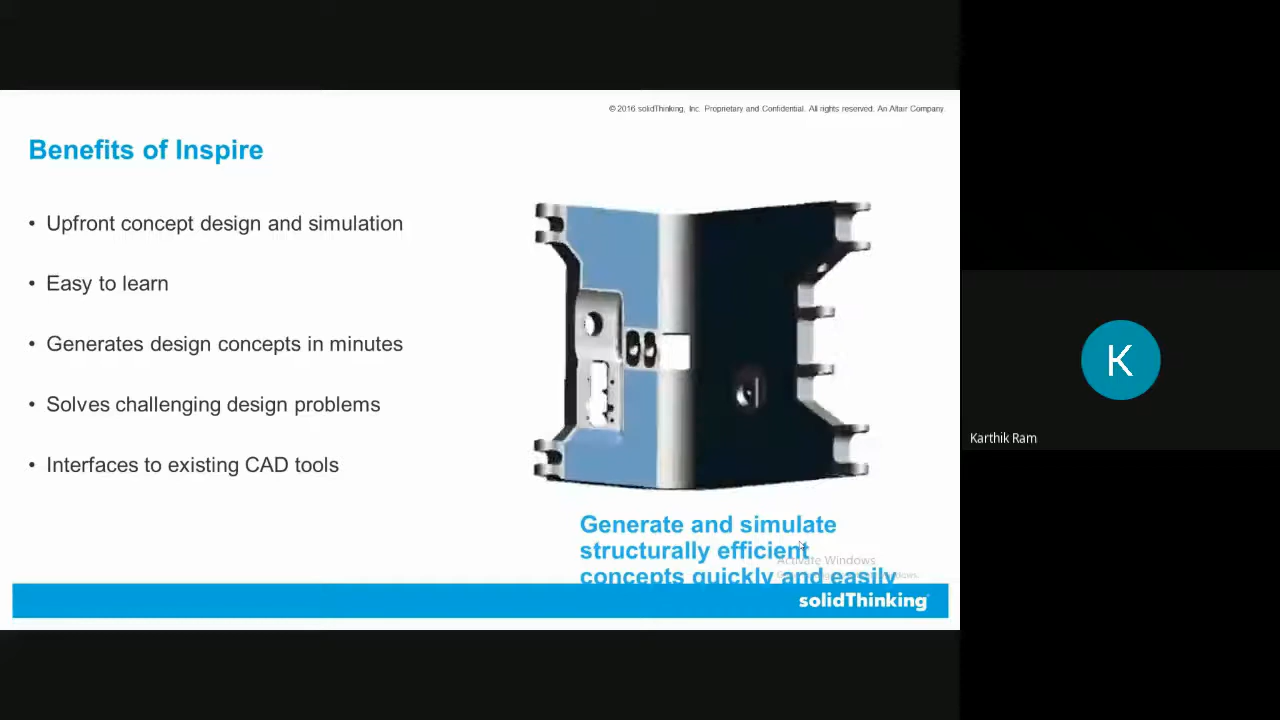 © 2016 solidThinking, Inc. Proprietary and Confidential. All rights reserved. An Altair Company.
Benefits of Inspire
• Upfront concept design and simulation
• Easy to learn
• Generates design concepts in minutes
• Solves challenging design problems
• Interfaces to existing CAD tools
Generate and simulate
structurally efficient
concepts quickly and easily
Activate Windows
solidThinking
K
Karthik Ram